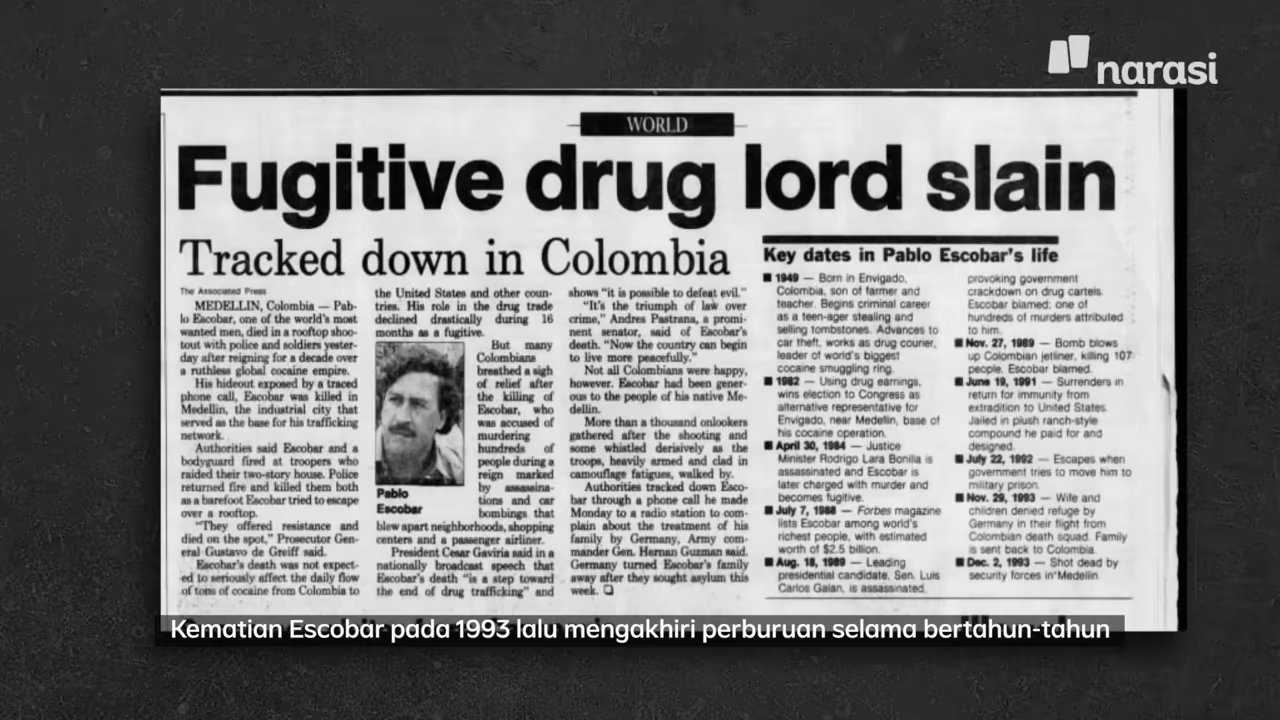 narasi
WORLD
Fugitive drug lord slain
Tracked down in Colombia
The Associated Press
MEDELLIN, Colombia — Pab-
lo Escobar, one of the world's most
wanted men, died in a rooftop shoo-
tout with police and soldiers yester-
day after reigning for a decade over
a ruthless global cocaine empire.
His hideout exposed by a traced
phone call, Escobar was killed in
Medellin, the industrial city that
served as the base for his trafficking
network.
Authorities said Escobar and a
bodyguard fired at troopers who
raided their two-story house. Police
returned fire and killed them both
as a barefoot Escobar tried to escape
over a rooftop.
"They offered resistance and
died on the spot," Prosecutor Gen-
eral Gustavo de Greiff said.
Escobar's death was not expect-
ed to seriously affect the daily flow
of tons of cocaine from Colombia to
the United States and other coun-
tries. His role in the drug trade
declined drastically during 16
months as a fugitive.
But many
Colombians
breathed a sigh
of relief after
the killing of
Escobar, who
was accused of
murdering
hundreds of
people during a
reign marked
by assassina-
tions and car
bombings that
Pablo
Escobar
blew apart neighborhoods, shopping
centers and a passenger airliner.
President Cesar Gaviria said in a
nationally broadcast speech that
Escobar's death "is a step toward
the end of drug trafficking" and
shows "it is possible to defeat evil."
"It's the triumph of law over
crime," Andres Pastrana, a promi-
nent senator, said of Escobar's
death. "Now the country can begin
to live more peacefully."
Not all Colombians were happy,
however. Escobar had been gener-
ous to the people of his native Me-
dellin.
More than a thousand onlookers
gathered after the shooting and
some whistled derisively as the
troops, heavily armed and clad in
camouflage fatigues, walked by.
Authorities tracked down Esco-
bar through a phone call he made
Monday to a radio station to com-
plain about the treatment of his
family by Germany, Army com-
mander Gen. Hernan Guzman said.
Germany turned Escobar's family
away after they sought asylum this
week.
Key dates in Pablo Escobar's life
1949 — Born in Envigado,
Colombia, son of farmer and
teacher. Begins criminal career
as a teen-ager stealing and
selling tombstones. Advances to
car theft, works as drug courier,
leader of world's biggest
cocaine smuggling ring.
1982 — Using drug earnings,
wins election to Congress as
alternative representative for
Envigado, near Medellin, base of
his cocaine operation.
April 30, 1984 — Justice
Minister Rodrigo Lara Bonilla is
assassinated and Escobar is
later charged with murder and
becomes fugitive.
July 7, 1988 — Forbes magazine
lists Escobar among world's
richest people, with estimated
worth of $2.5 billion.
Aug. 18, 1989 — Leading
presidential candidate, Sen. Luis
Carlos Galan, is assassinated,
provoking government
crackdown on drug cartels.
Escobar blamed; one of
hundreds of murders attributed
to him.
Nov. 27, 1989 — Bomb blows
up Colombian jetliner, killing 107
people. Escobar blamed.
June 19, 1991 — Surrenders in
return for immunity from
extradition to United States.
Jailed in plush ranch-style
compound he paid for and
designed.
July 22, 1992 — Escapes when
government tries to move him to
military prison.
Nov. 29, 1993 — Wife and
children denied refuge by
Germany in their flight from
Colombian death squad. Family
is sent back to Colombia.
Dec. 2, 1993 — Shot dead by
security forces in Medellin.
Kematian Escobar pada 1993 lalu mengakhiri perburuan selama bertahun-tahun